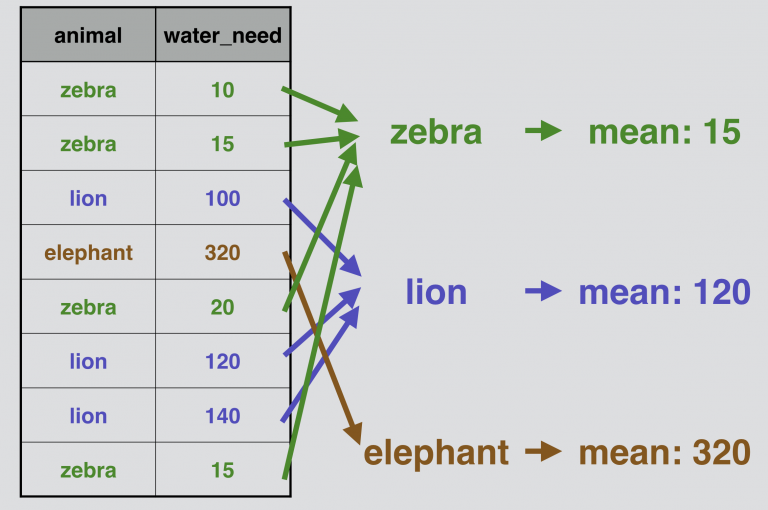 animal water_need
zebra 10
zebra 15
lion 100
elephant 320
zebra 20
lion 120
lion 140
zebra 15
zebra mean: 15
lion mean: 120
elephant mean: 320